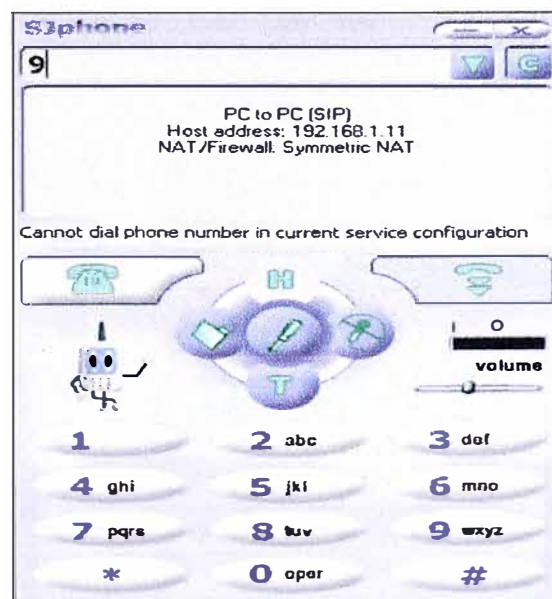 SJphone
9
C
PC to PC (SIP)
Host address: 192.168.1.11
NAT/Firewall: Symmetric NAT
Cannot dial phone number in current service configuration
H
T
0
volume
1 2 abc 3 def
4 ghi 5 jkl 6 mno
7 pqrs 8 tuv 9 wxyz
* 0 oper #